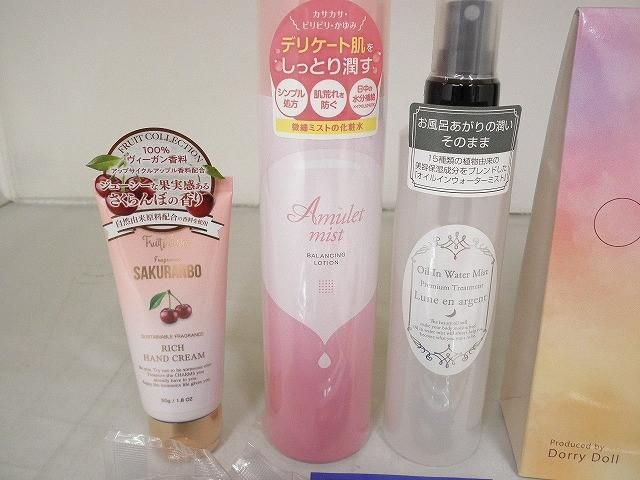 FRUIT COLLECTION
100%
ヴィーガン香料
アップサイクルアップル香料配合
ジューシーな果実感ある
さくらんぼの香り
自然由来原料配合の香料を使用
Fragrance
SAKURANBO
SUSTAINABLE FRAGRANCE
RICH
HAND CREAM
50g / 1.8 OZ
カサカサ・
ピリピリ・かゆみ
デリケート肌を
しっとり潤す
シンプル
処方
肌荒れを
防ぐ
日中の
水分補給
微細ミストの化粧水
Amulet
mist
BALANCING
LOTION
お風呂あがりの潤い
そのまま
15種類の植物由来の
美容保湿成分をブレンドした
「オイルインウォーターミスト」
Oil In Water Mist
Premium Treatment
Lune en argent
Produced by
Dorry Doll